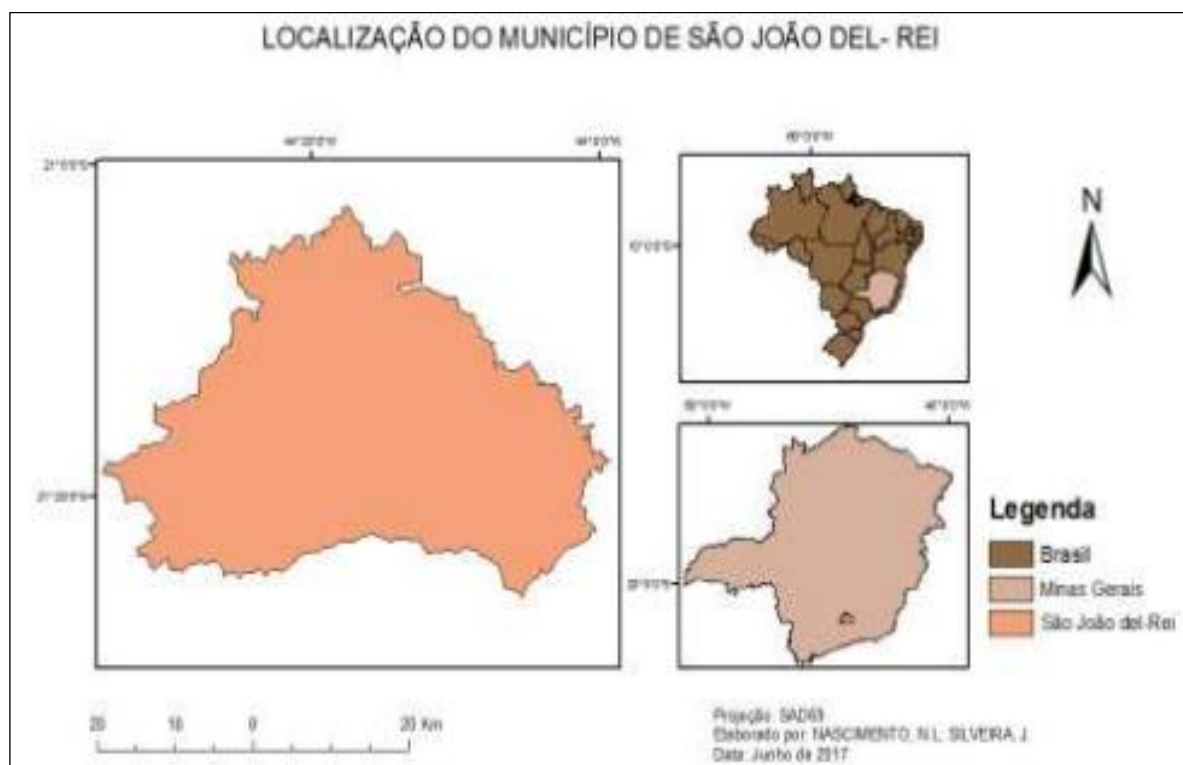 LOCALIZAÇÃO DO MUNICÍPIO DE SÃO JOÃO DEL- REI
N
Legenda
Brasil
Minas Gerais
São João del-Rei
20 10 0 20 Km
Projeção: SAD69
Elaborado por: NASCIMENTO, N.L. SILVEIRA, J.
Data: Junho de 2017